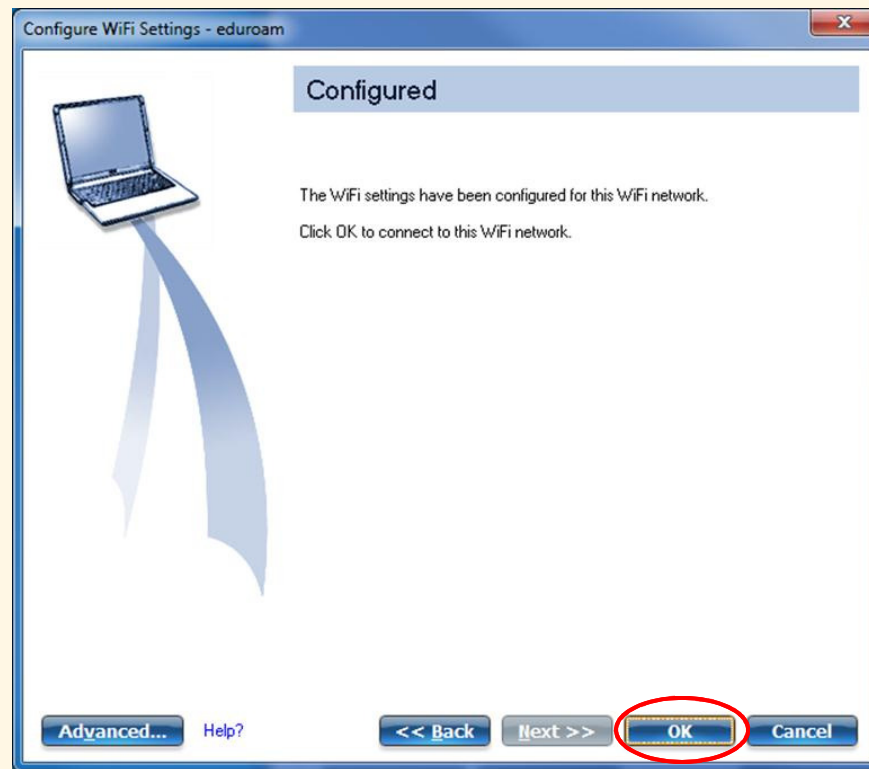 Configure WiFi Settings - eduroam
Configured
The WiFi settings have been configured for this WiFi network.
Click OK to connect to this WiFi network.
Advanced... Help? << Back Next >> OK Cancel